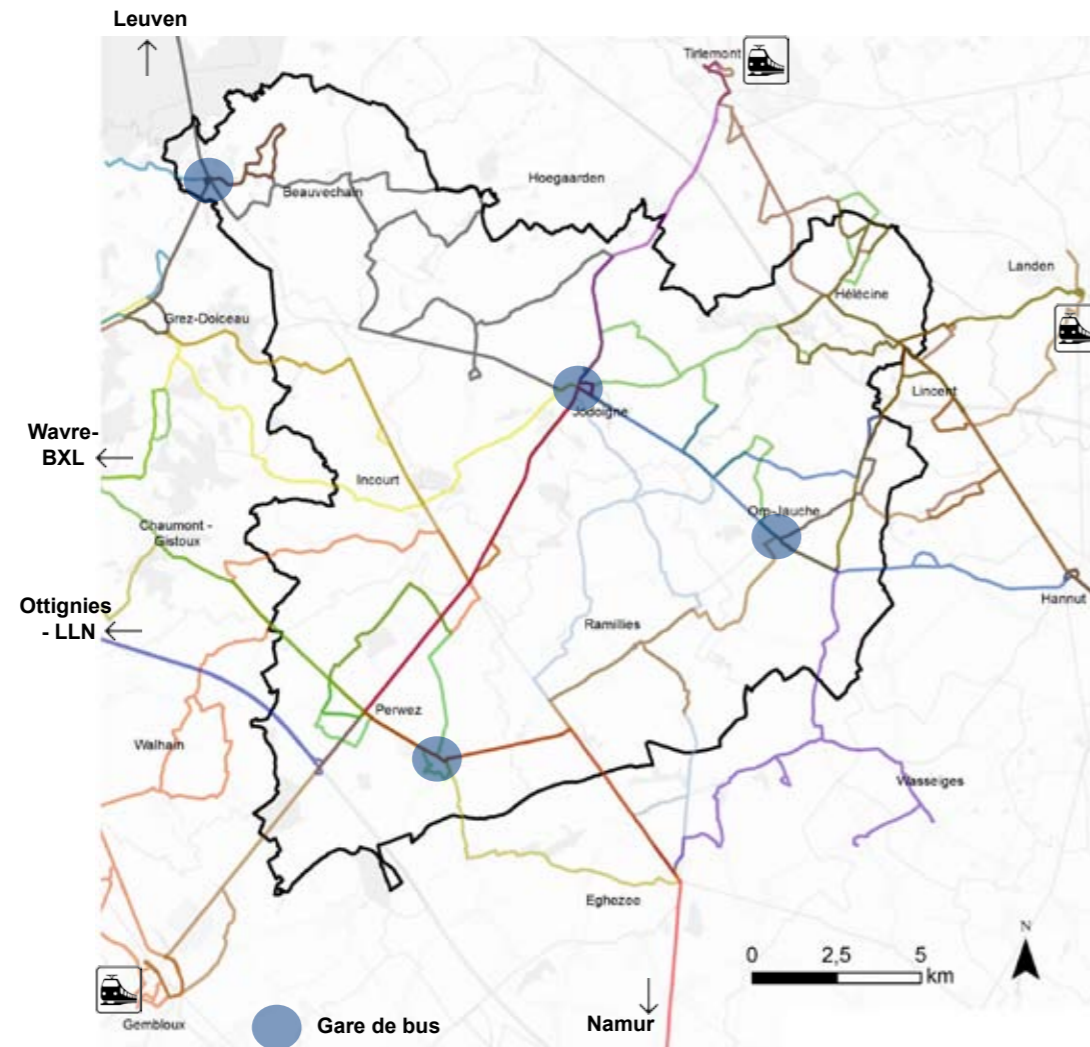 Leuven
Tirlemont
Hoegaarden
Beauvechain
Landen
Hélécine
Grez-Doiceau
Lincent
Jodoigne
Wavre-
BXL
Incourt
Orp-Jauche
Chaumont -
Gistoux
Hannut
Ottignies
- LLN
Ramillies
Perwez
Walhain
Wasseiges
Eghezee
N
0 2,5 5
km
Gembloux
Gare de bus
Namur